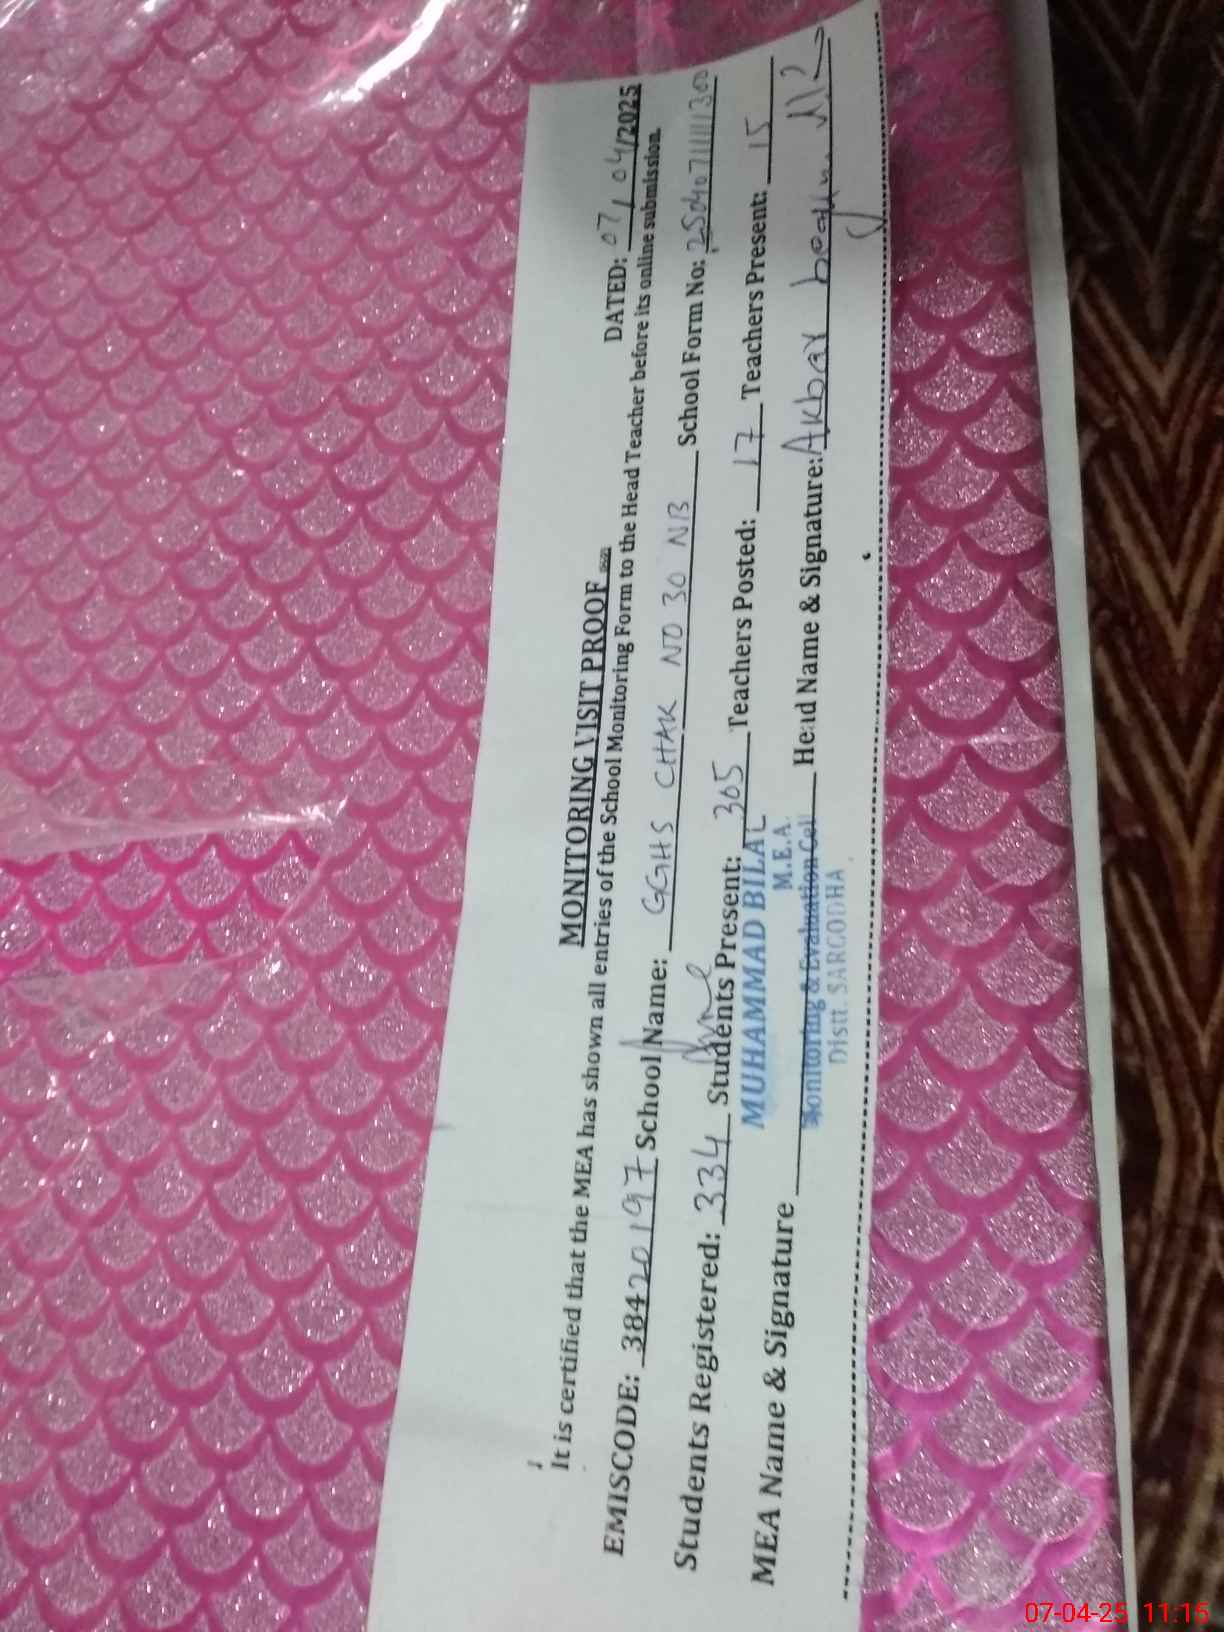 MONITORING VISIT PROOF
DATED: 07/04/2025
It is certified that the MEA has shown all entries of the School Monitoring Form to the Head Teacher before its online submission.
EMISCODE: 38420197 School Name: GGHS CHAK NO 30 NB School Form No:
Students Registered: 334 Students Present: 305 Teachers Posted: 17 Teachers Present: 15
MUHAMMAD BILAL
M.E.A.
MEA Name & Signature Head Name & Signature: Akbar
Monitoring & Evaluation Cell
Distt. SARGODHA
07-04-25 11:15